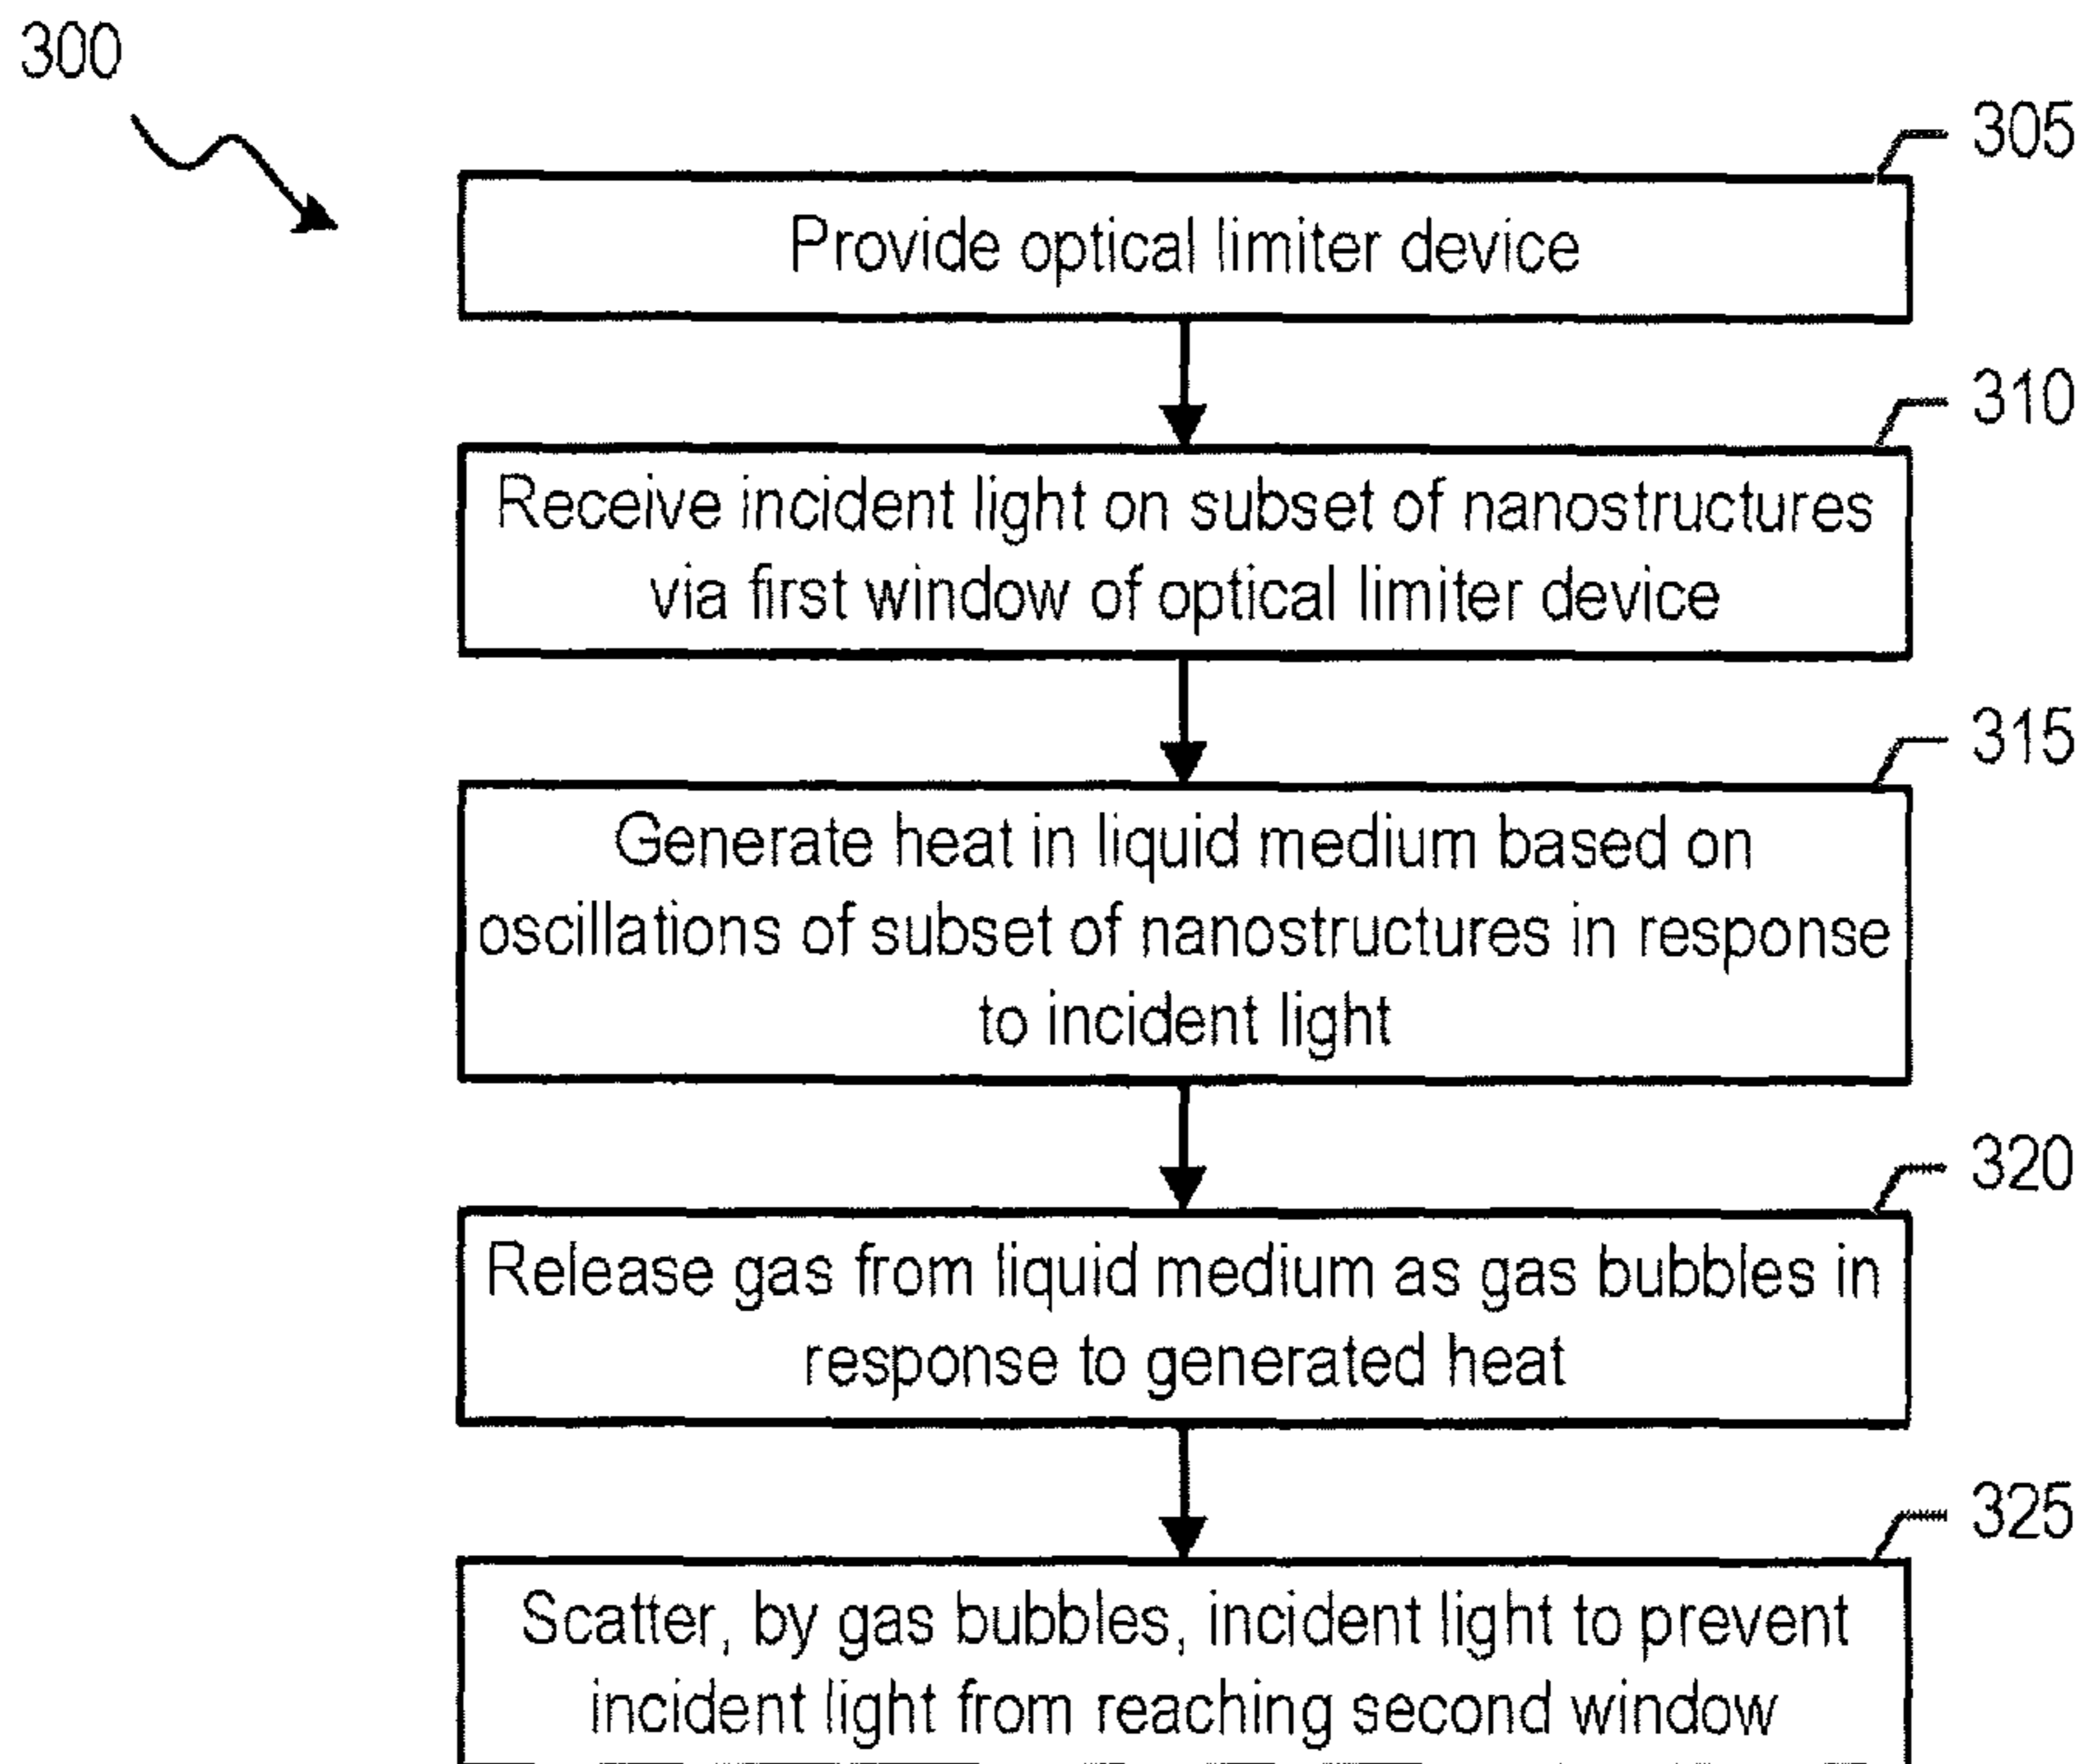 300
305
Provide optical limiter device
310
Receive incident light on subset of nanostructures
via first window of optical limiter device
315
Generate heat in liquid medium based on
oscillations of subset of nanostructures in response
to incident light
320
Release gas from liquid medium as gas bubbles in
response to generated heat
325
Scatter, by gas bubbles, incident light to prevent
incident light from reaching second window